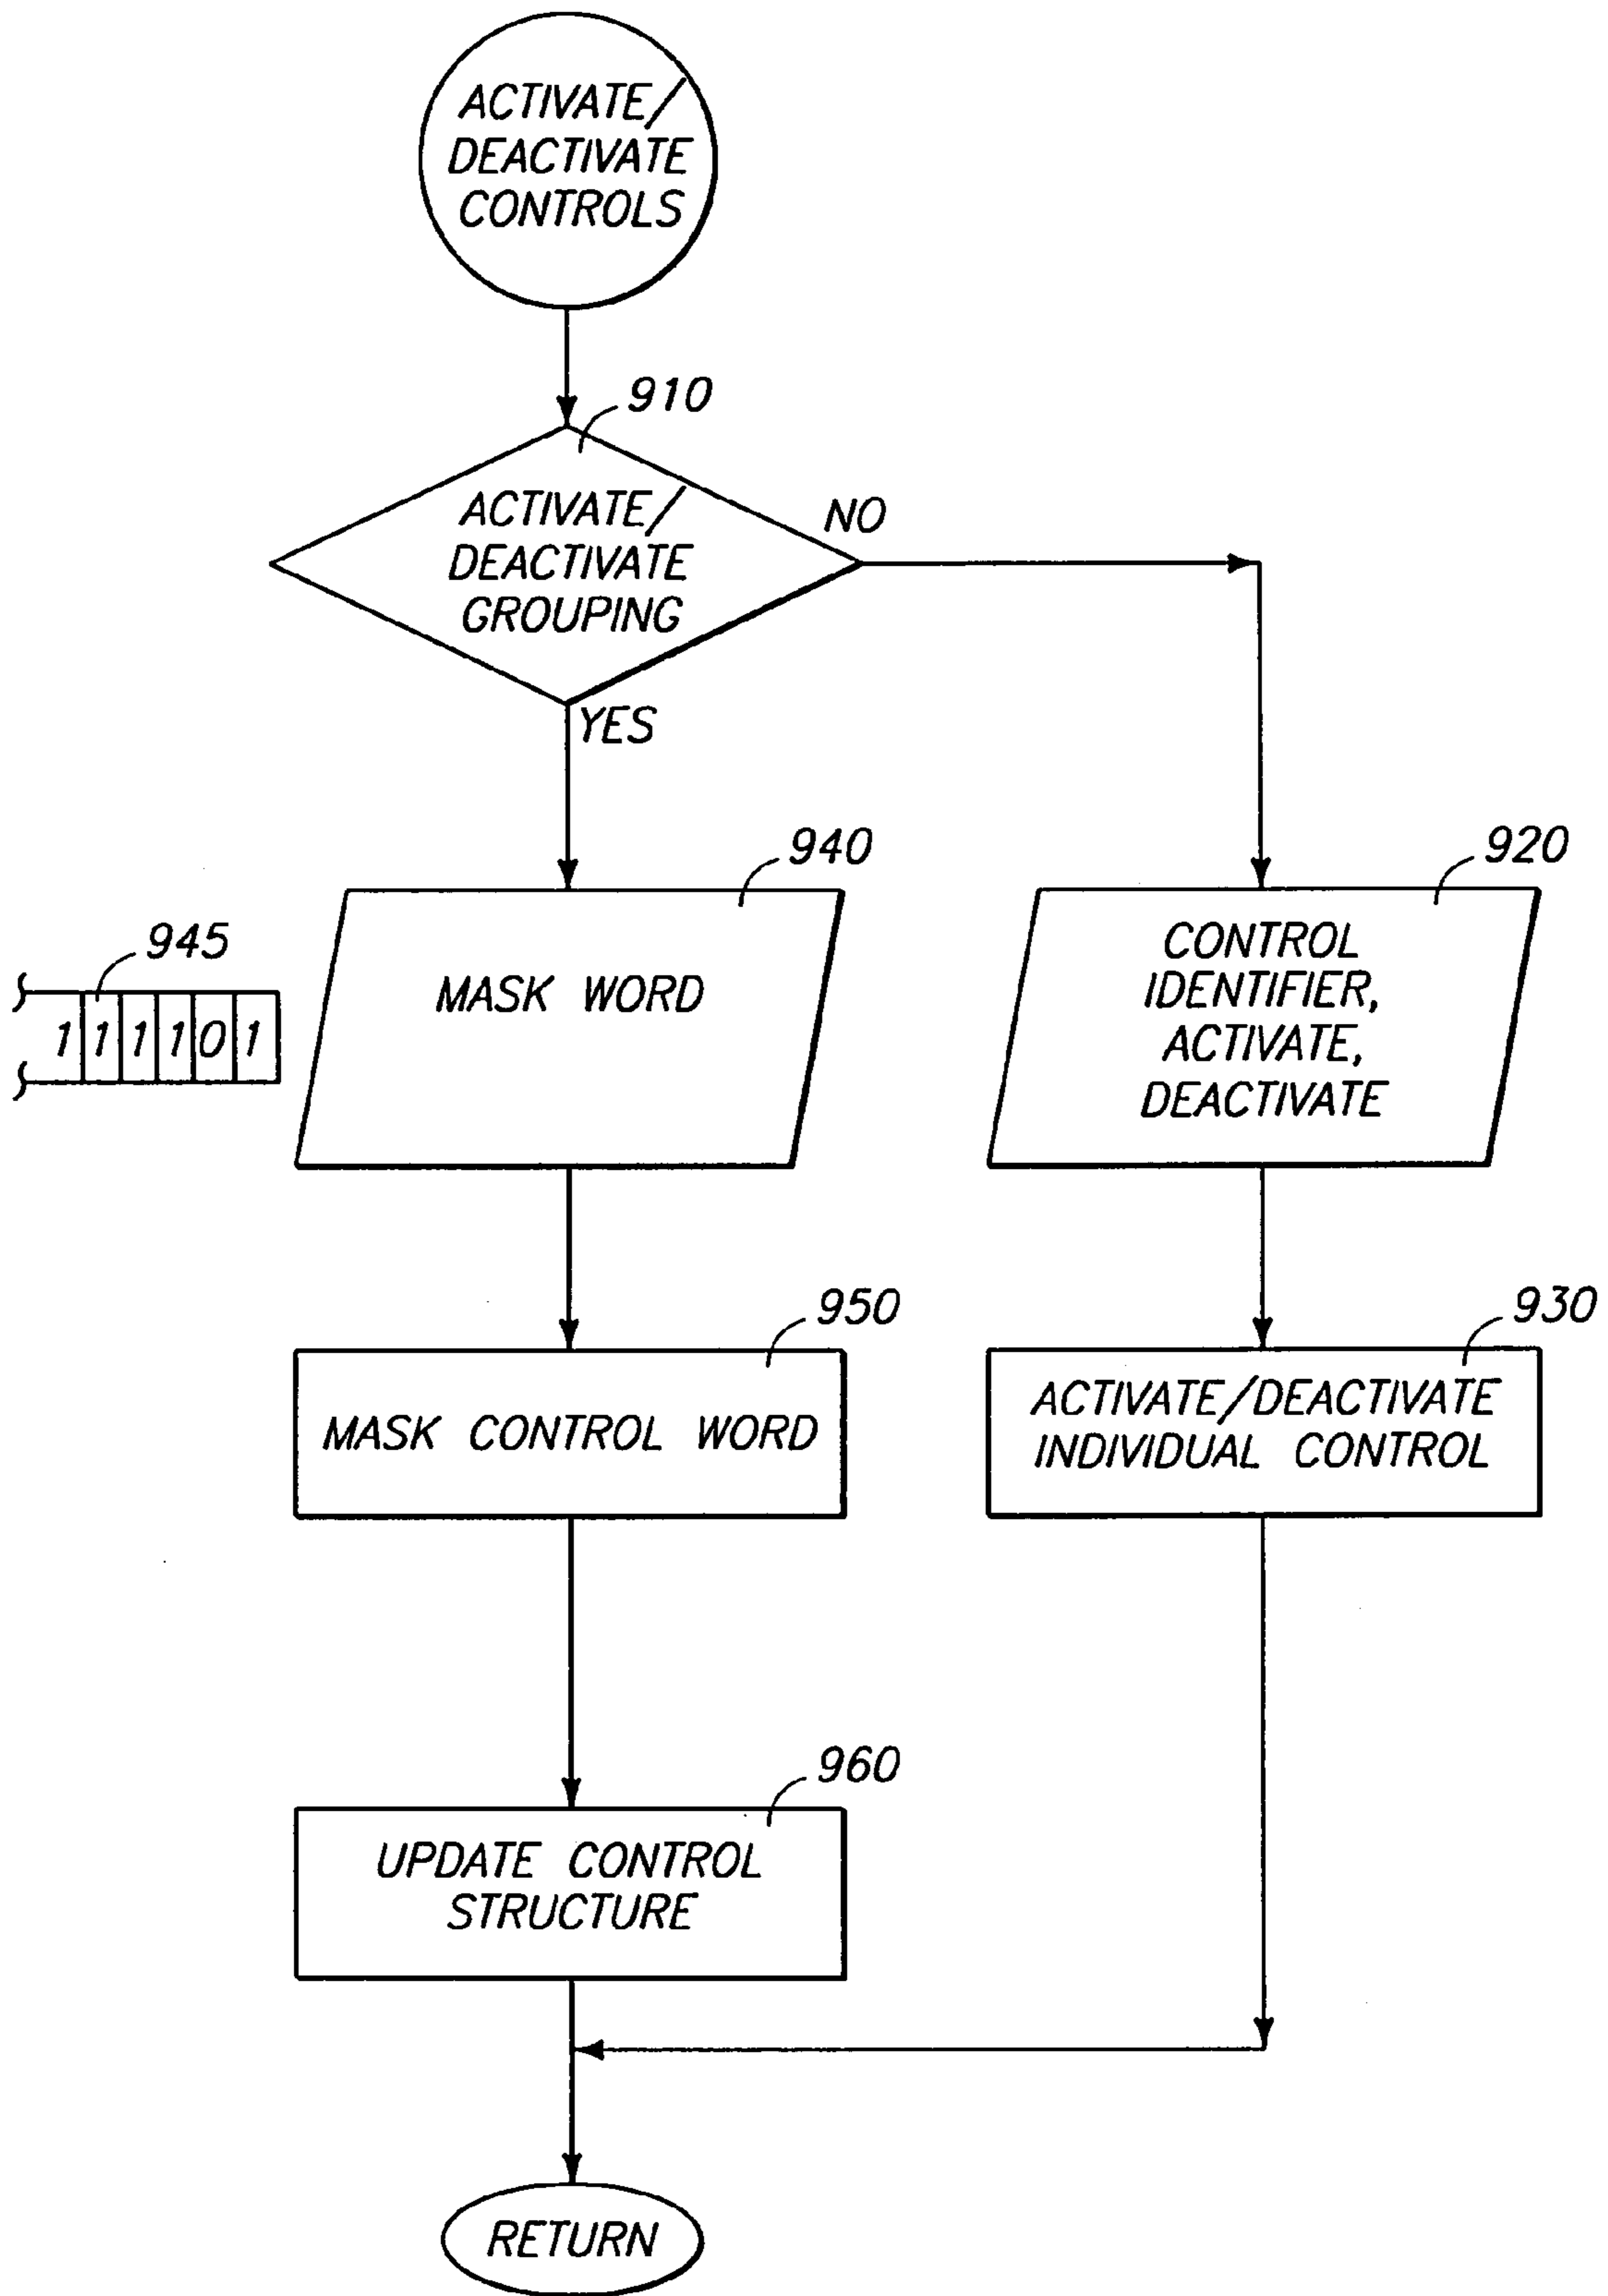 ACTIVATE/
DEACTIVATE
CONTROLS
910
ACTIVATE/
DEACTIVATE
GROUPING
NO
YES
940
920
945
1 1 1 1 0 1
MASK WORD
CONTROL
IDENTIFIER,
ACTIVATE,
DEACTIVATE
950
930
MASK CONTROL WORD
ACTIVATE/DEACTIVATE
INDIVIDUAL CONTROL
960
UPDATE CONTROL
STRUCTURE
RETURN